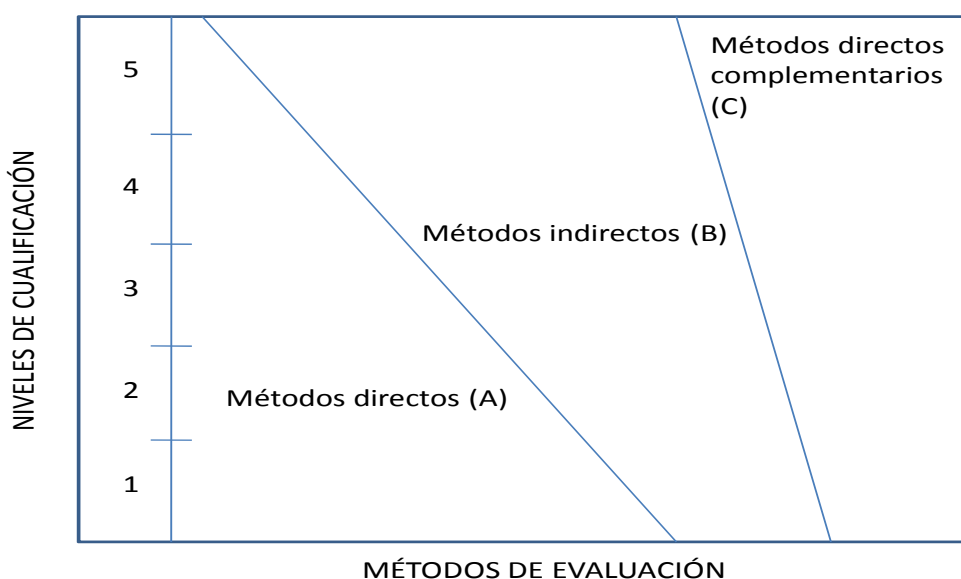 NIVELES DE CUALIFICACIÓN
5
4
3
2
1
Métodos directos
complementarios
(C)
Métodos indirectos (B)
Métodos directos (A)
MÉTODOS DE EVALUACIÓN